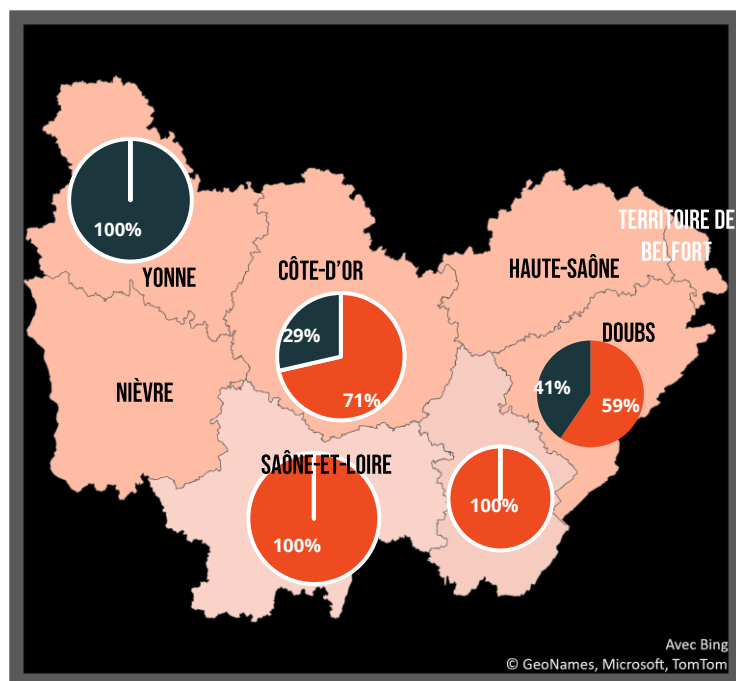 100%
YONNE
CÔTE-D'OR
29%
71%
HAUTE-SAÔNE
TERRITOIRE DE
BELFORT
DOUBS
41%
59%
NIÈVRE
SAÔNE-ET-LOIRE
100%
100%
Avec Bing
© GeoNames, Microsoft, TomTom